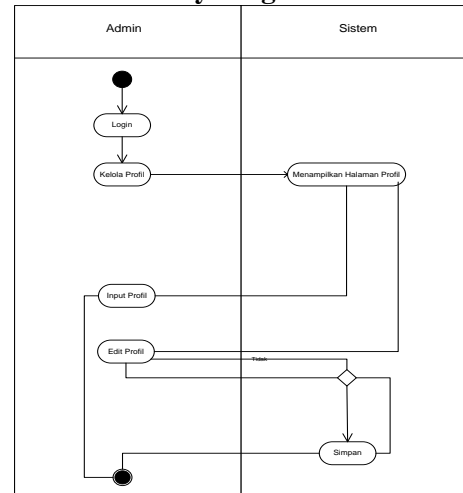 Admin
Sistem
Login
Kelola Profil
Menampilkan Halaman Profil
Input Profil
Edit Profil
Tidak
Simpan